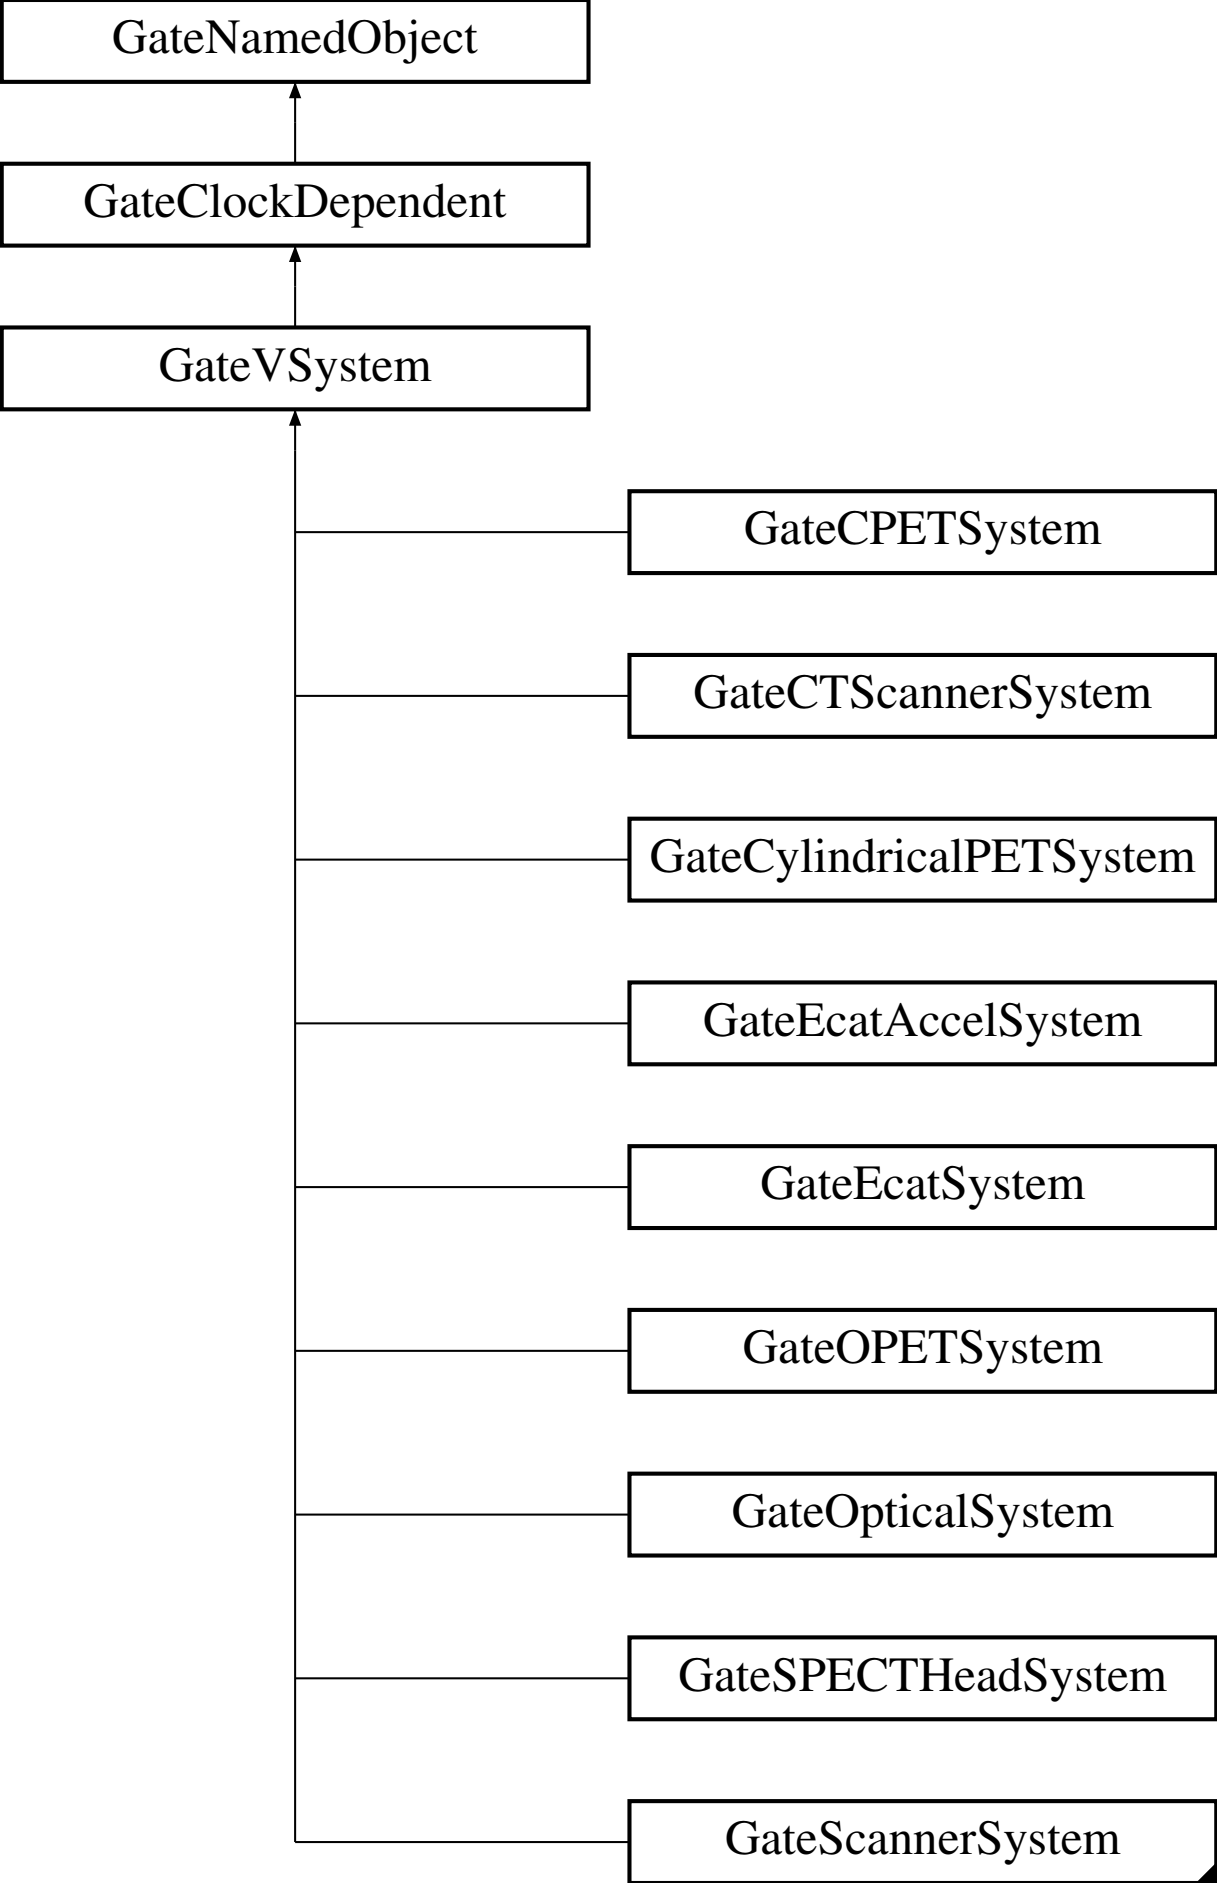 GateNamedObject
GateClockDependent
GateVSystem
GateCPETSystem
GateCTScannerSystem
GateCylindricalPETSystem
GateEcatAccelSystem
GateEcatSystem
GateOPETSystem
GateOpticalSystem
GateSPECTHeadSystem
GateScannerSystem